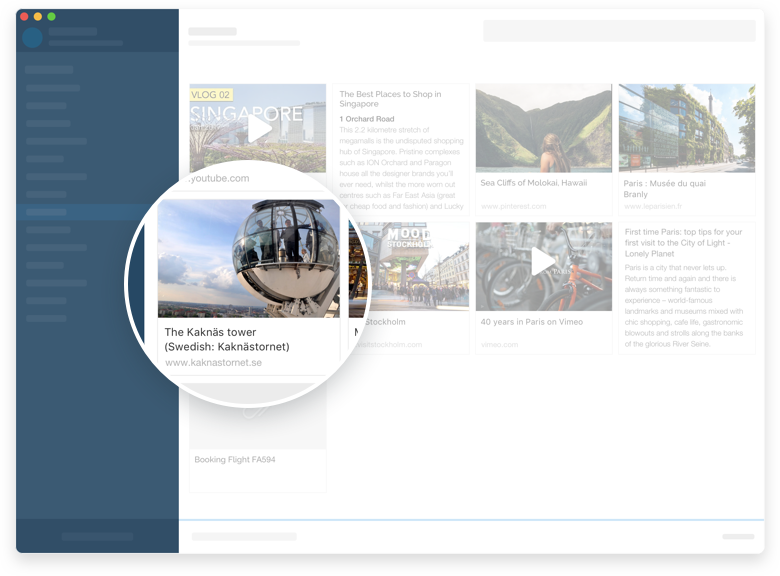 VLOG 02
SINGAPORE
.youtube.com
The Best Places to Shop in
Singapore
1 Orchard Road
This 2.2 kilometre stretch of
megamalls is the undisputed shopping
hub of Singapore. Pristine complexes
such as ION Orchard and Paragon
house all the designer brands you'll
ever need, whilst the more worn out
centres such as Far East Asia (great
for cheap food and fashion) and Lucky
Sea Cliffs of Molokai, Hawaii
www.pinterest.com
Paris : Musée du quai
Branly
www.leparisien.fr
The Kaknäs tower
(Swedish: Kaknästornet)
www.kaknastornet.se
MOOD
STOCKHOLM
M
Stockholm
visitstockholm.com
PARIS
40 years in Paris on Vimeo
vimeo.com
First time Paris: top tips for your
first visit to the City of Light -
Lonely Planet
Paris is a city that never lets up.
Return time and again and there is
always something fantastic to
experience – world-famous
landmarks and museums mixed with
chic shopping, cafe life, gastronomic
blowouts and strolls along the banks
of the glorious River Seine.
Booking Flight FA594